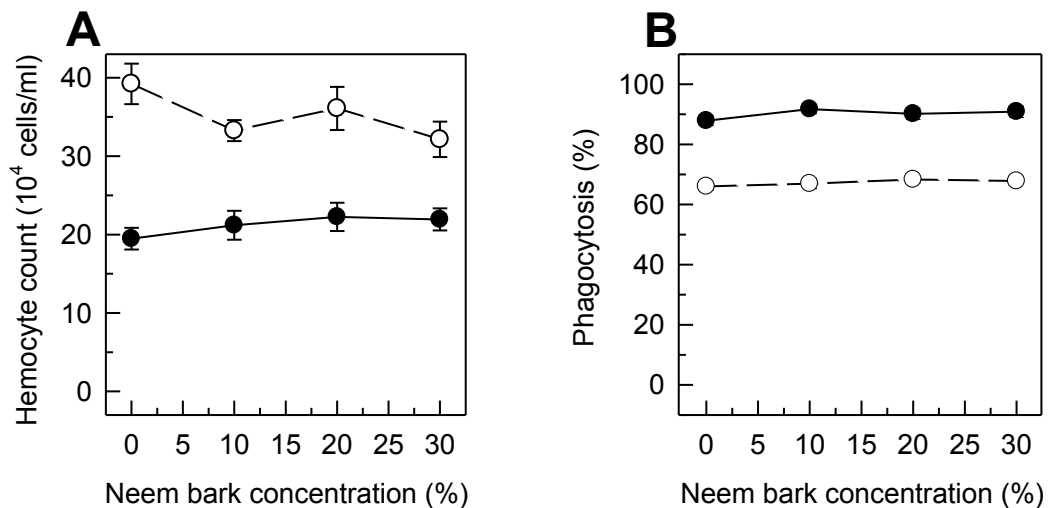 A
Hemocyte count (10⁴ cells/ml)
40
30
20
10
0
0 5 10 15 20 25 30
Neem bark concentration (%)
B
Phagocytosis (%)
100
80
60
40
20
0
0 5 10 15 20 25 30
Neem bark concentration (%)